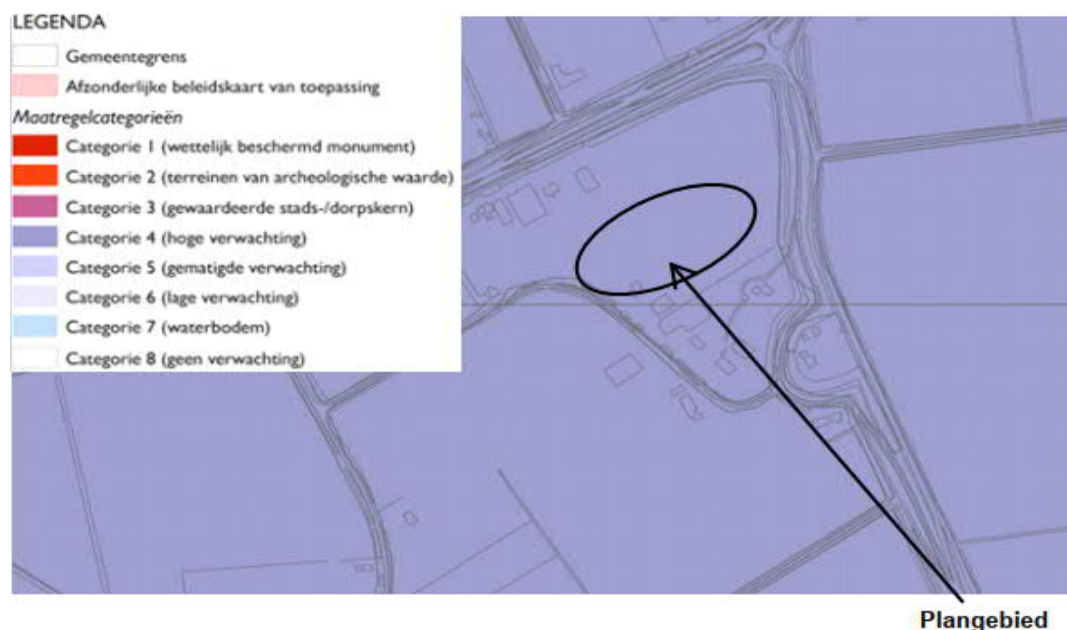 LEGENDA
Gemeentegrens
Afzonderlijke beleidskaart van toepassing
Maatregelcategorieën
Categorie 1 (wettelijk beschermd monument)
Categorie 2 (terreinen van archeologische waarde)
Categorie 3 (gewaardeerde stads-/dorpskern)
Categorie 4 (hoge verwachting)
Categorie 5 (gematigde verwachting)
Categorie 6 (lage verwachting)
Categorie 7 (waterbodem)
Categorie 8 (geen verwachting)
Plangebied